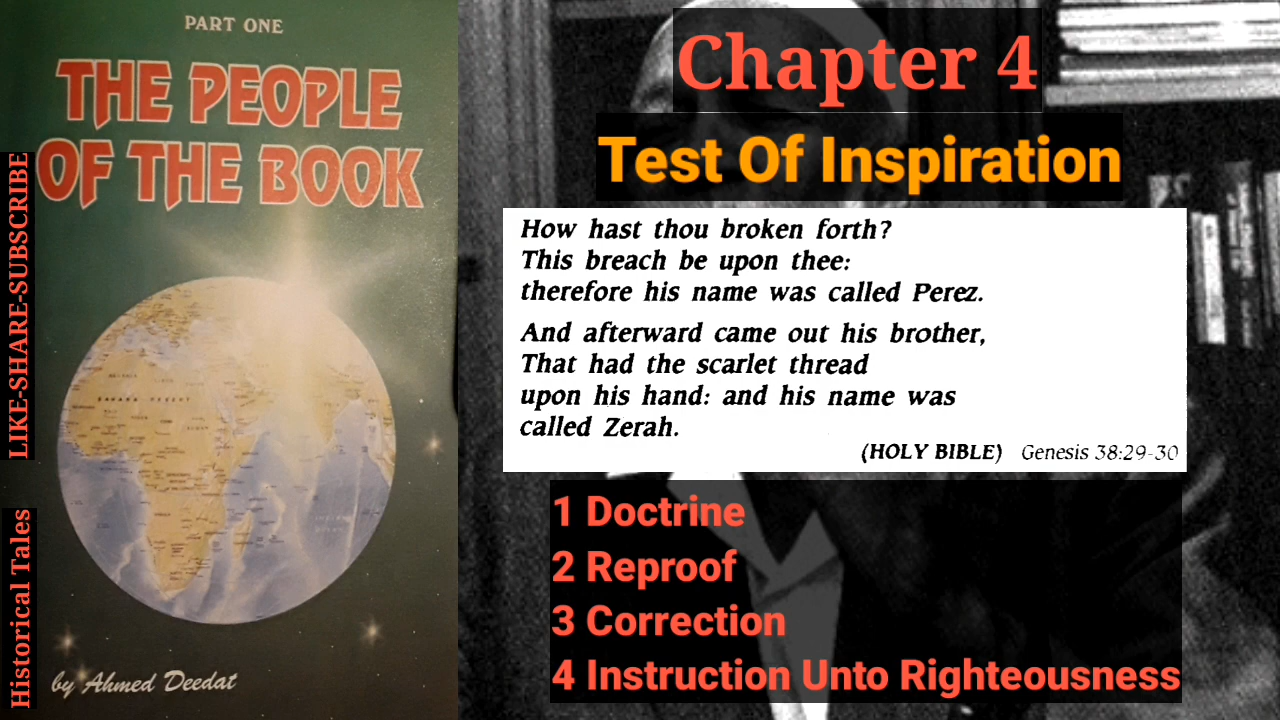 PART ONE
THE PEOPLE
OF THE BOOK
by Ahmed Deedat
LIKE-SHARE-SUBSCRIBE
Historical Tales
Chapter 4
Test Of Inspiration
How hast thou broken forth?
This breach be upon thee:
therefore his name was called Perez.
And afterward came out his brother,
That had the scarlet thread
upon his hand: and his name was
called Zerah.
(HOLY BIBLE) Genesis 38:29-30
1 Doctrine
2 Reproof
3 Correction
4 Instruction Unto Righteousness